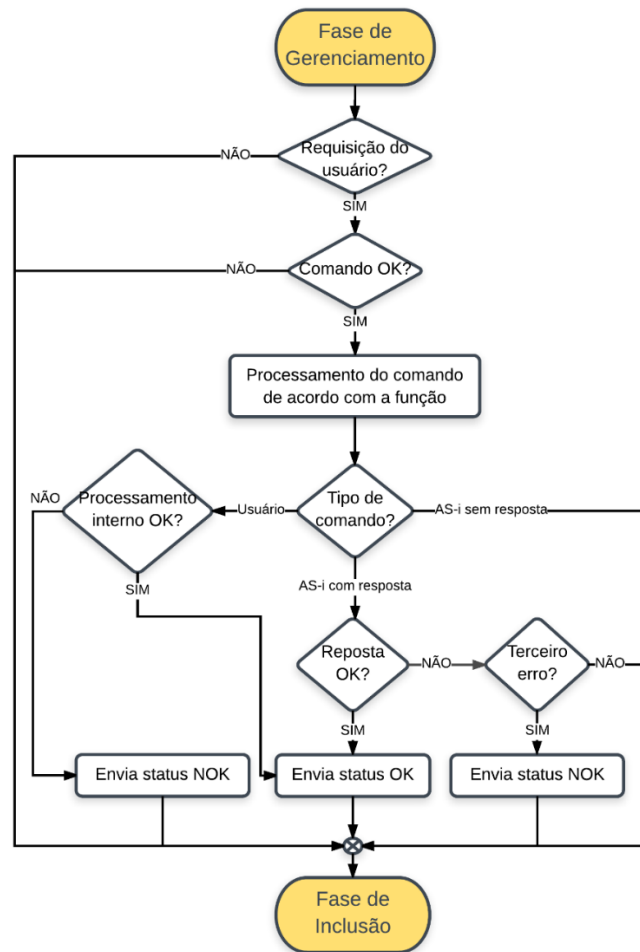 Fase de
Gerenciamento
Requisição do
usuário?
NÃO
SIM
Comando OK?
NÃO
SIM
Processamento do comando
de acordo com a função
Tipo de
comando?
Usuário
AS-i sem resposta
AS-i com resposta
Processamento
interno OK?
NÃO
SIM
Reposta
OK?
NÃO
SIM
Terceiro
erro?
NÃO
SIM
Envia status NOK
Envia status OK
Envia status NOK
Fase de
Inclusão